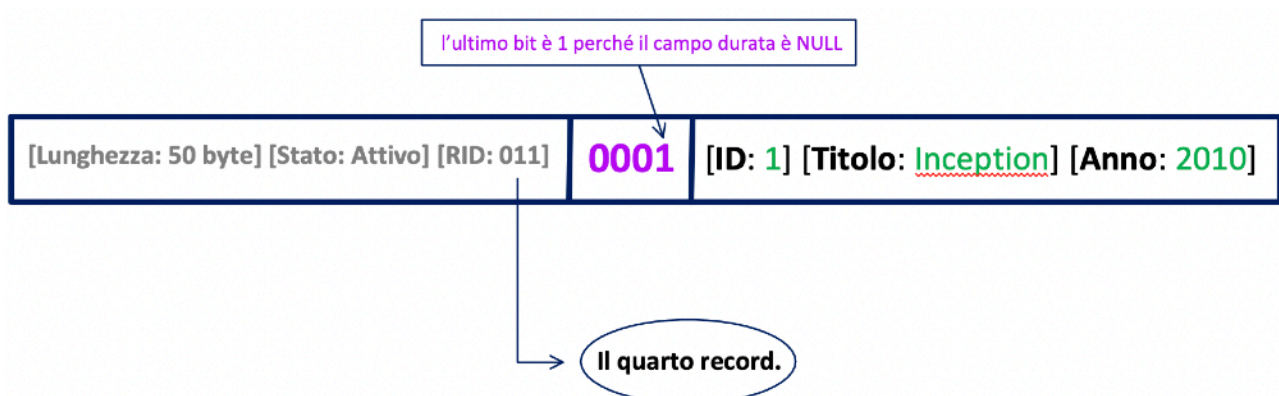 l'ultimo bit è 1 perché il campo durata è NULL
[Lunghezza: 50 byte] [Stato: Attivo] [RID: 011] 0001 [ID: 1] [Titolo: Inception] [Anno: 2010]
Il quarto record.